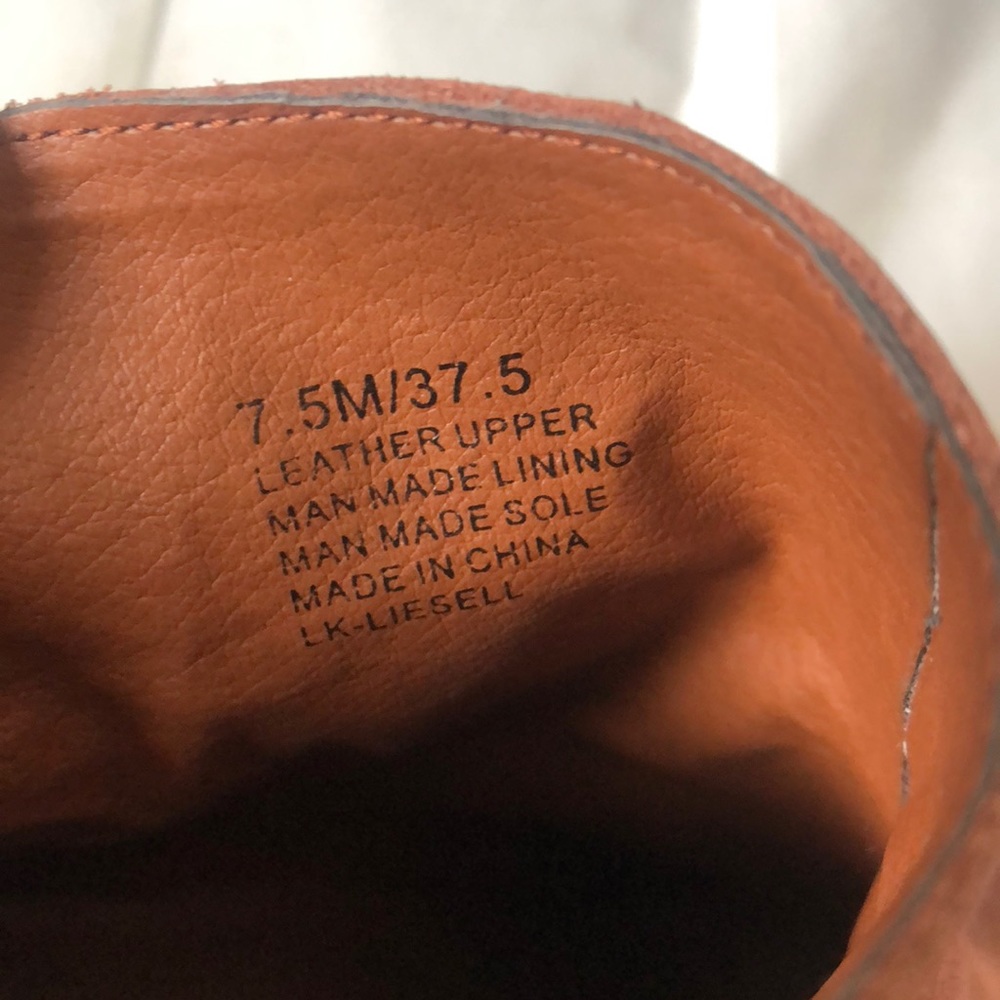 7.5M/37.5
LEATHER UPPER
MAN MADE LINING
MAN MADE SOLE
MADE IN CHINA
LK-LIESELL